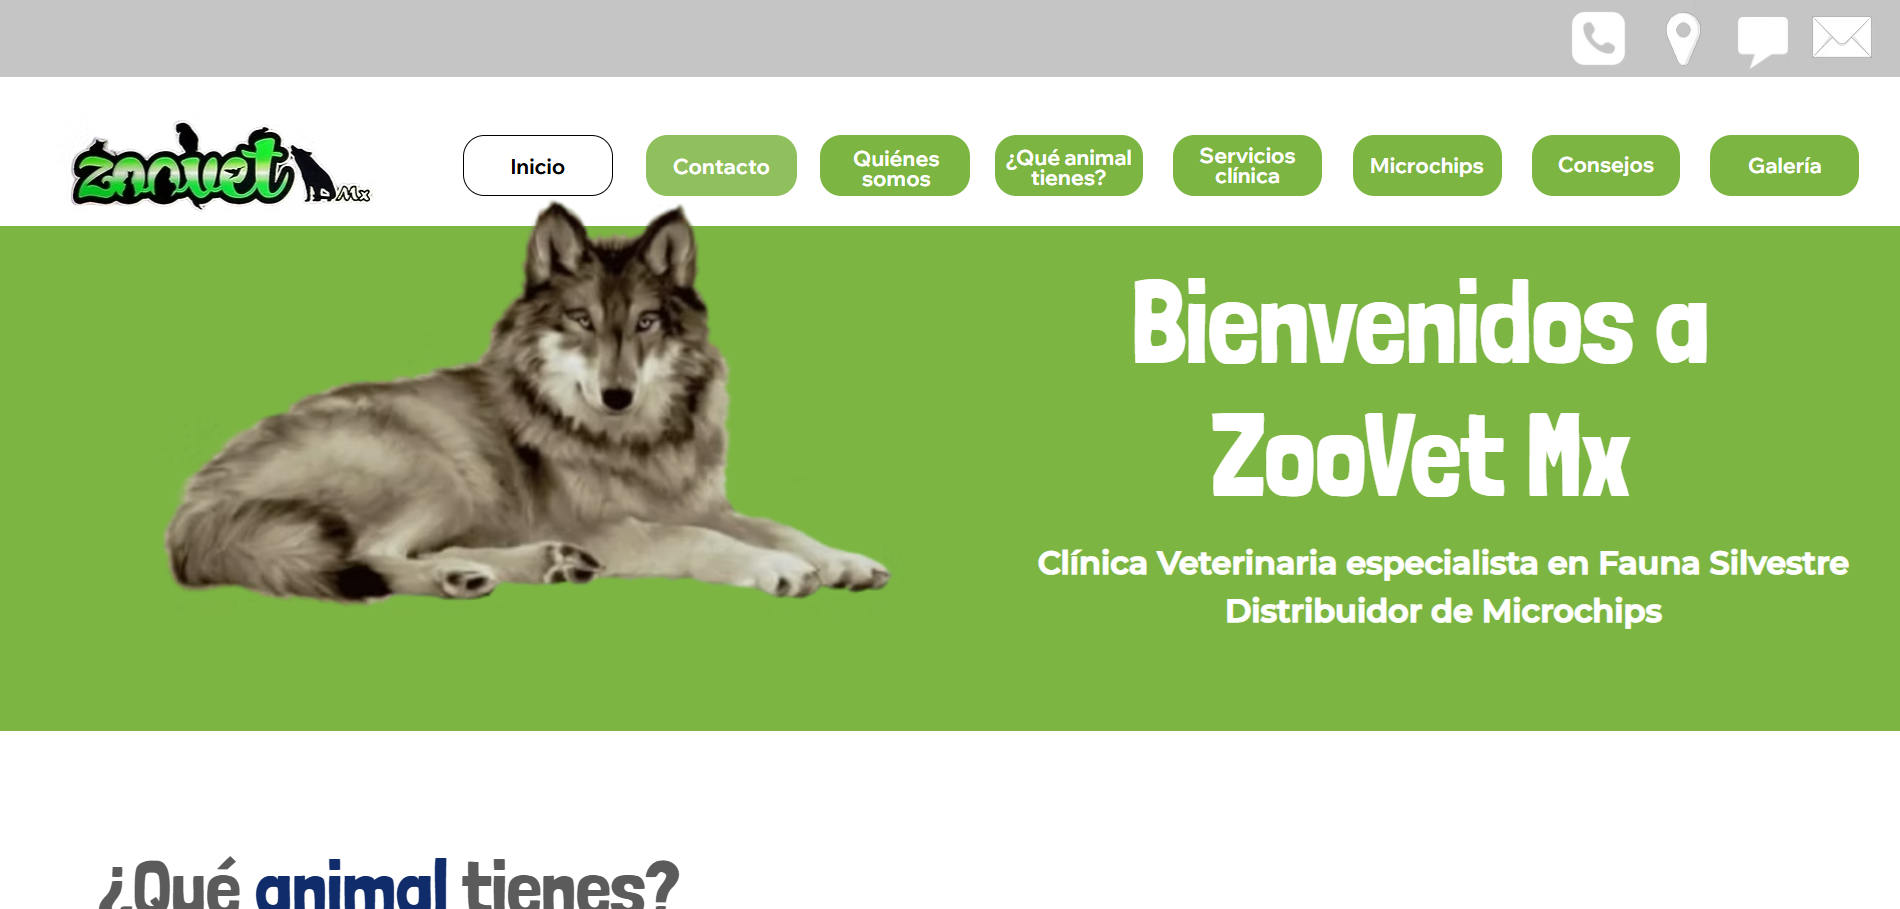 zoovet
Mx
Inicio
Contacto
Quiénes
somos
¿Qué animal
tienes?
Servicios
clínica
Microchips
Consejos
Galería
Bienvenidos a
ZooVet Mx
Clínica Veterinaria especialista en Fauna Silvestre
Distribuidor de Microchips
¿Qué animal tienes?